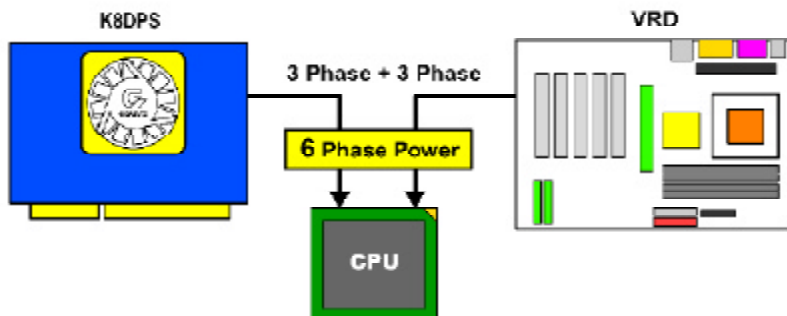 K8DPS
VRD
3 Phase + 3 Phase
6 Phase Power
CPU